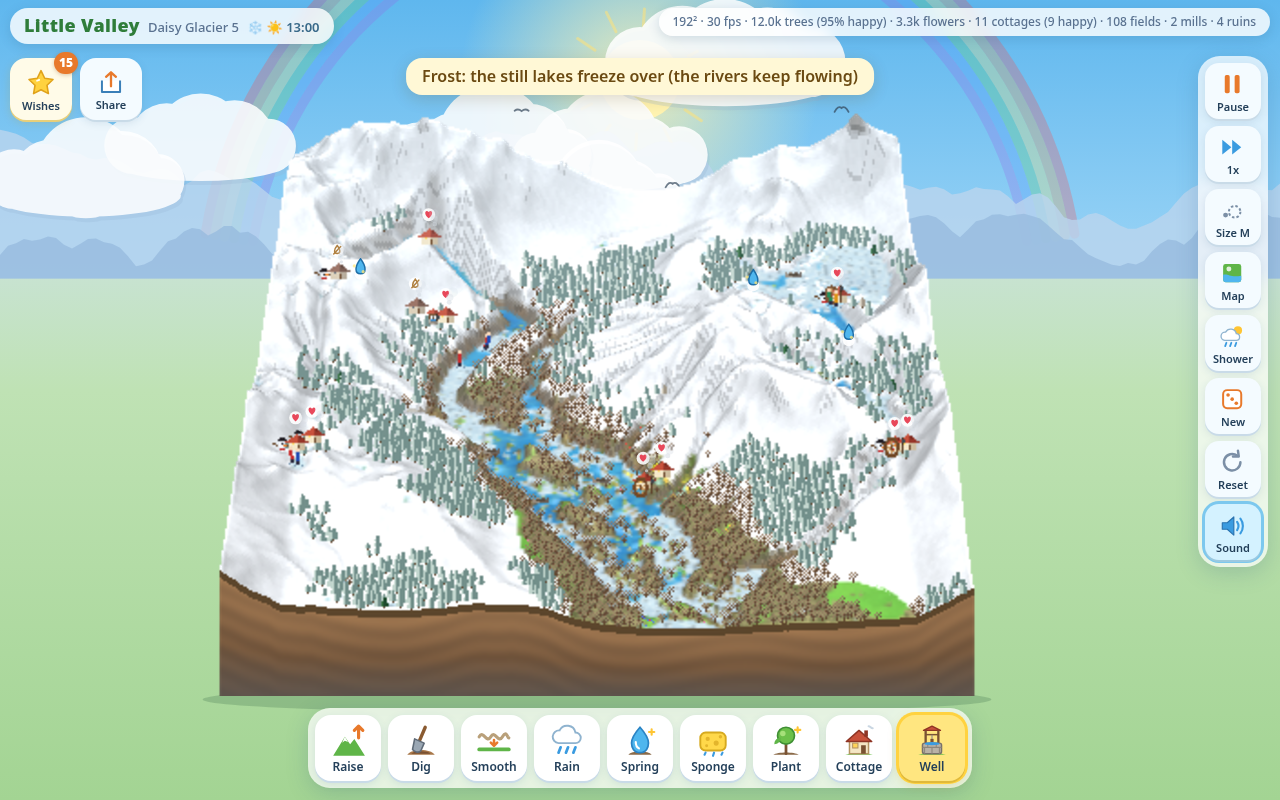 Little Valley Daisy Glacier 5 13:00
192² · 30 fps · 12.0k trees (95% happy) · 3.3k flowers · 11 cottages (9 happy) · 108 fields · 2 mills · 4 ruins
15
Wishes
Share
Frost: the still lakes freeze over (the rivers keep flowing)
Pause
1x
Size M
Map
Shower
New
Reset
Sound
Raise
Dig
Smooth
Rain
Spring
Sponge
Plant
Cottage
Well